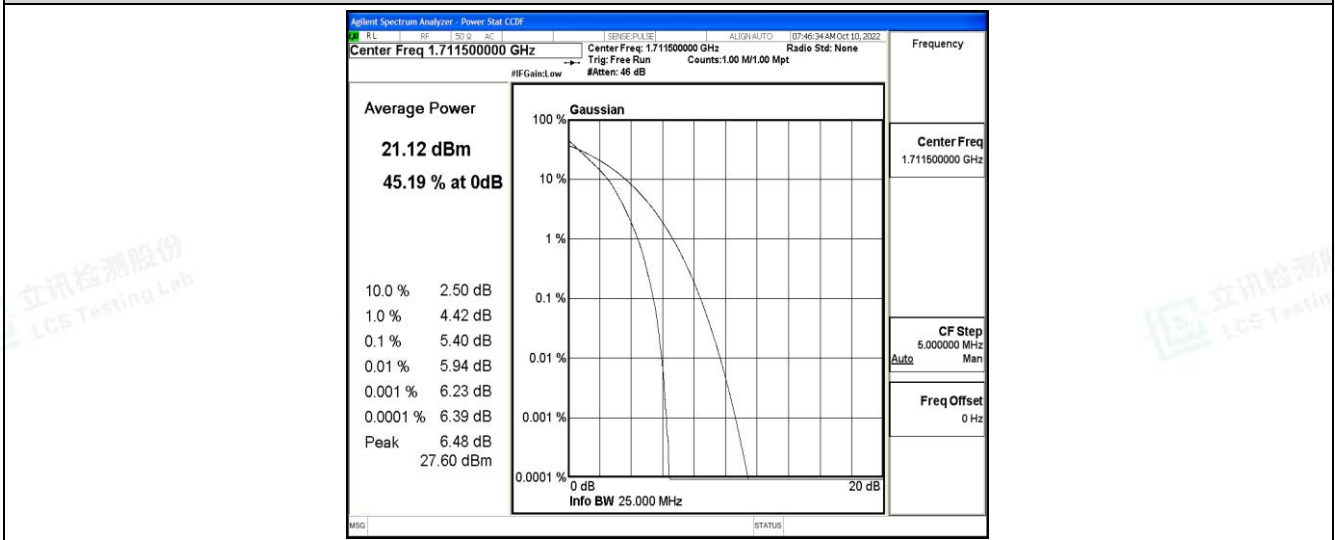 Agilent Spectrum Analyzer - Power Stat CCDF
RL RF 50 Ω AC SENSE:PULSE ALIGN AUTO 07:46:34 AM Oct 10, 2022
Center Freq 1.711500000 GHz
Center Freq: 1.711500000 GHz Radio Std: None
Trig: Free Run Counts:1.00 M/1.00 Mpt
#IFGain:Low #Atten: 46 dB
Frequency
Average Power
21.12 dBm
45.19 % at 0dB
10.0 % 2.50 dB
1.0 % 4.42 dB
0.1 % 5.40 dB
0.01 % 5.94 dB
0.001 % 6.23 dB
0.0001 % 6.39 dB
Peak 6.48 dB
27.60 dBm
Gaussian
100 %
10 %
1 %
0.1 %
0.01 %
0.001 %
0.0001 %
0 dB 20 dB
Info BW 25.000 MHz
Center Freq
1.711500000 GHz
CF Step
5.000000 MHz
Auto Man
Freq Offset
0 Hz
MSG STATUS
立讯检测股份
LCS Testing Lab
立讯检测
LCS Testin